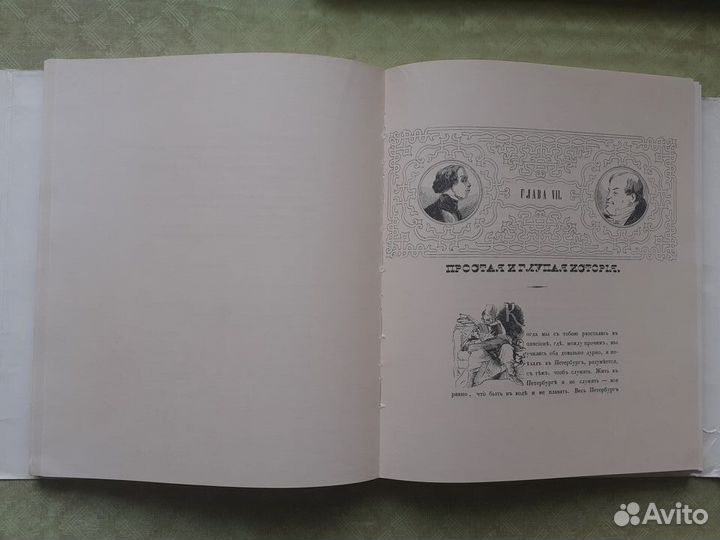 ГЛАВА VII.
ПРОСТАЯ И ГЛУПАЯ ИСТОРІЯ.
Когда мы съ тобою разстались въ
пансіонѣ, гдѣ, между прочимъ, мы
учились оба довольно дурно, я по-
ѣхалъ въ Петербургъ, разумѣется,
съ тѣмъ, чтобъ служить. Жить въ
Петербургѣ и не служить — все
равно, что быть въ водѣ и не плавать. Весь Петербургъ
Avito